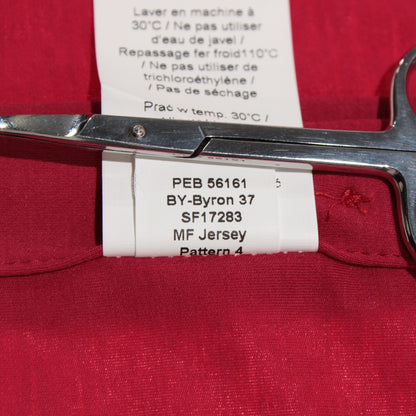 Laver en machine à
30°C / Ne pas utiliser
d'eau de javel /
Repassage fer froid110°C
/ Ne pas utiliser de
trichloroéthylène /
/ Pas de séchage
Prać w temp. 30°C /
PEB 56161
BY-Byron 37
SF17283
MF Jersey
Pattern 4